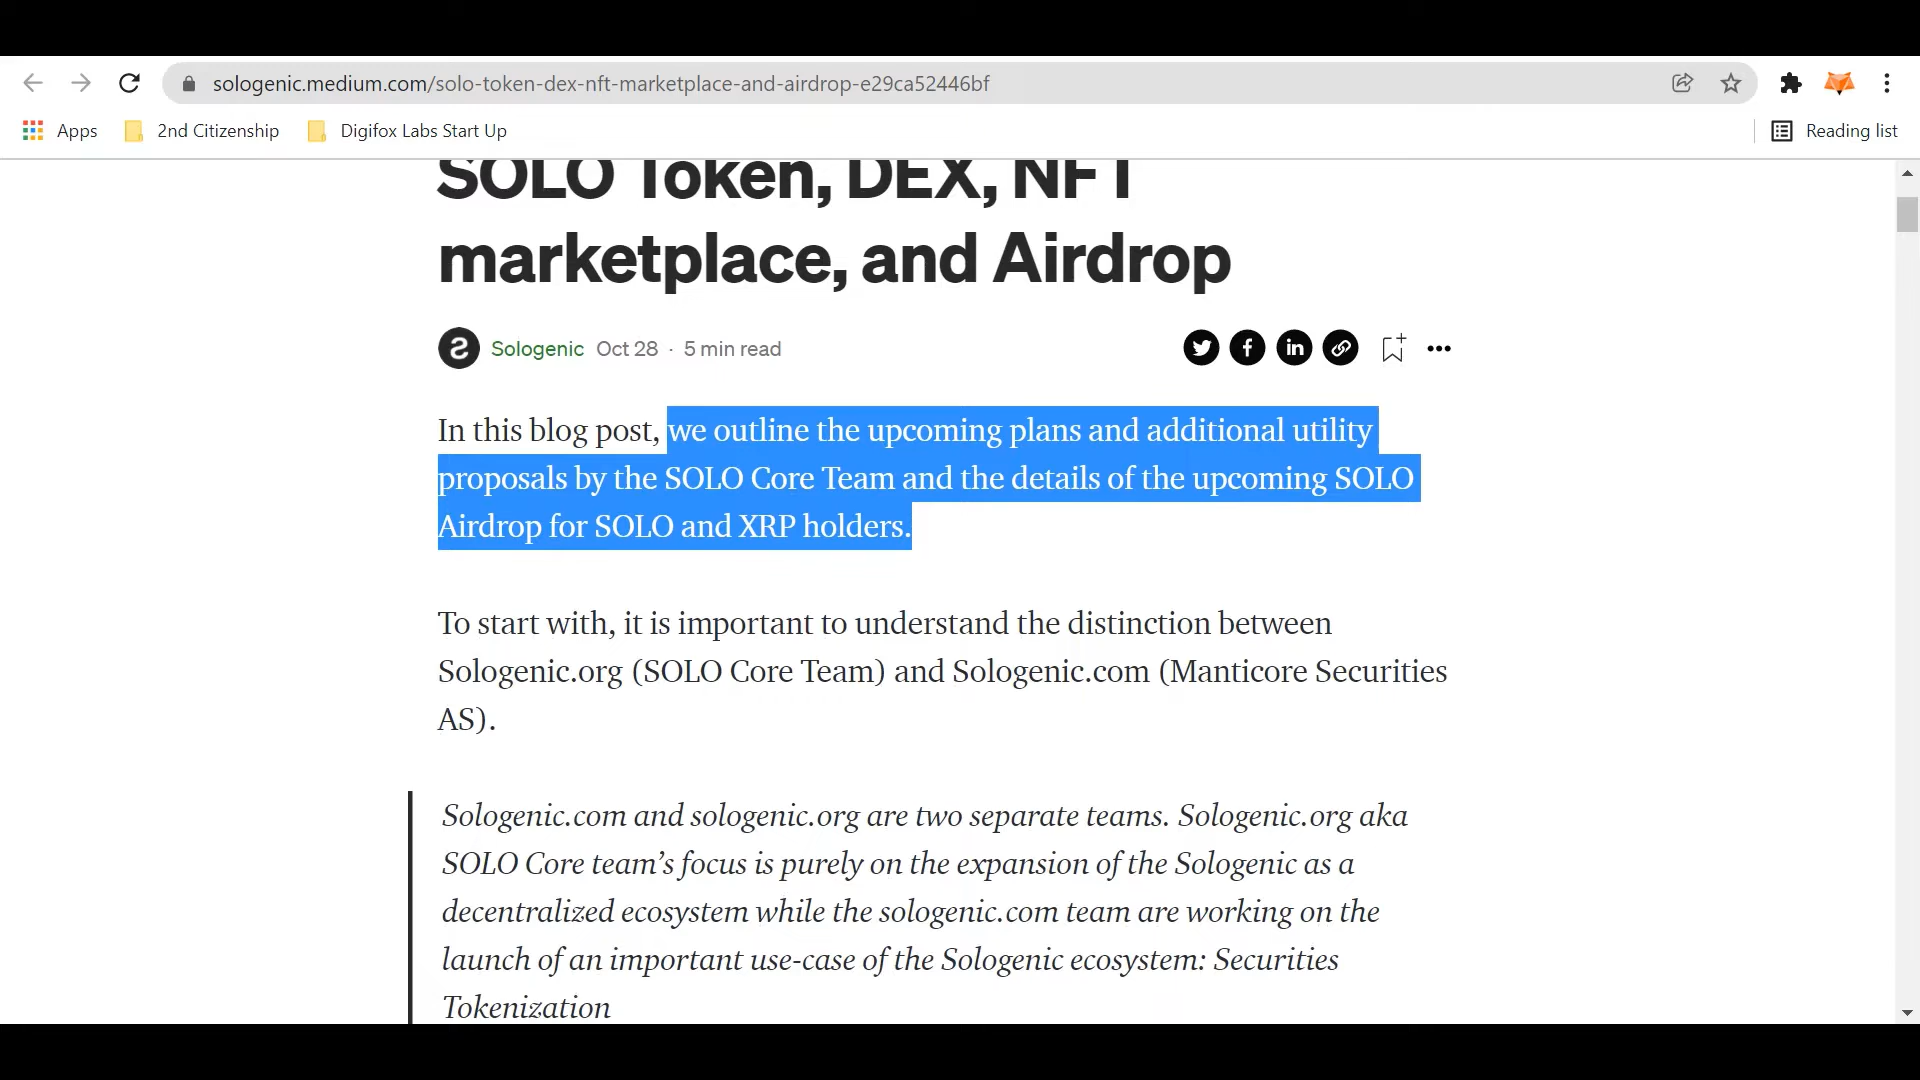 sologenic.medium.com/solo-token-dex-nft-marketplace-and-airdrop-e29ca52446bf
Apps 2nd Citizenship Digifox Labs Start Up Reading list
SOLO Token, DEX, NFT
marketplace, and Airdrop
Sologenic Oct 28 · 5 min read
In this blog post, we outline the upcoming plans and additional utility
proposals by the SOLO Core Team and the details of the upcoming SOLO
Airdrop for SOLO and XRP holders.
To start with, it is important to understand the distinction between
Sologenic.org (SOLO Core Team) and Sologenic.com (Manticore Securities
AS).
Sologenic.com and sologenic.org are two separate teams. Sologenic.org aka
SOLO Core team’s focus is purely on the expansion of the Sologenic as a
decentralized ecosystem while the sologenic.com team are working on the
launch of an important use-case of the Sologenic ecosystem: Securities
Tokenization